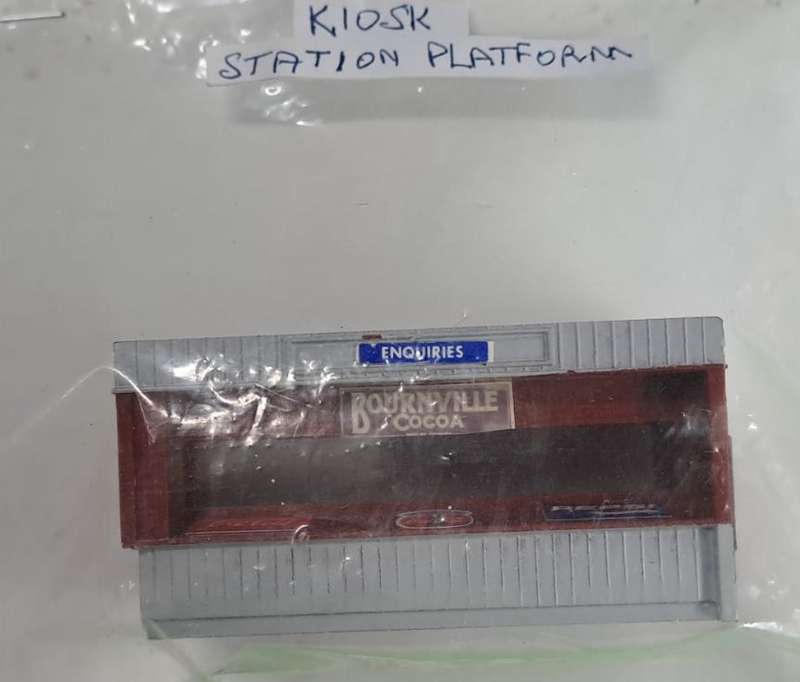 KIOSK
STATION PLATFORM
ENQUIRIES
BOURNVILLE
COCOA